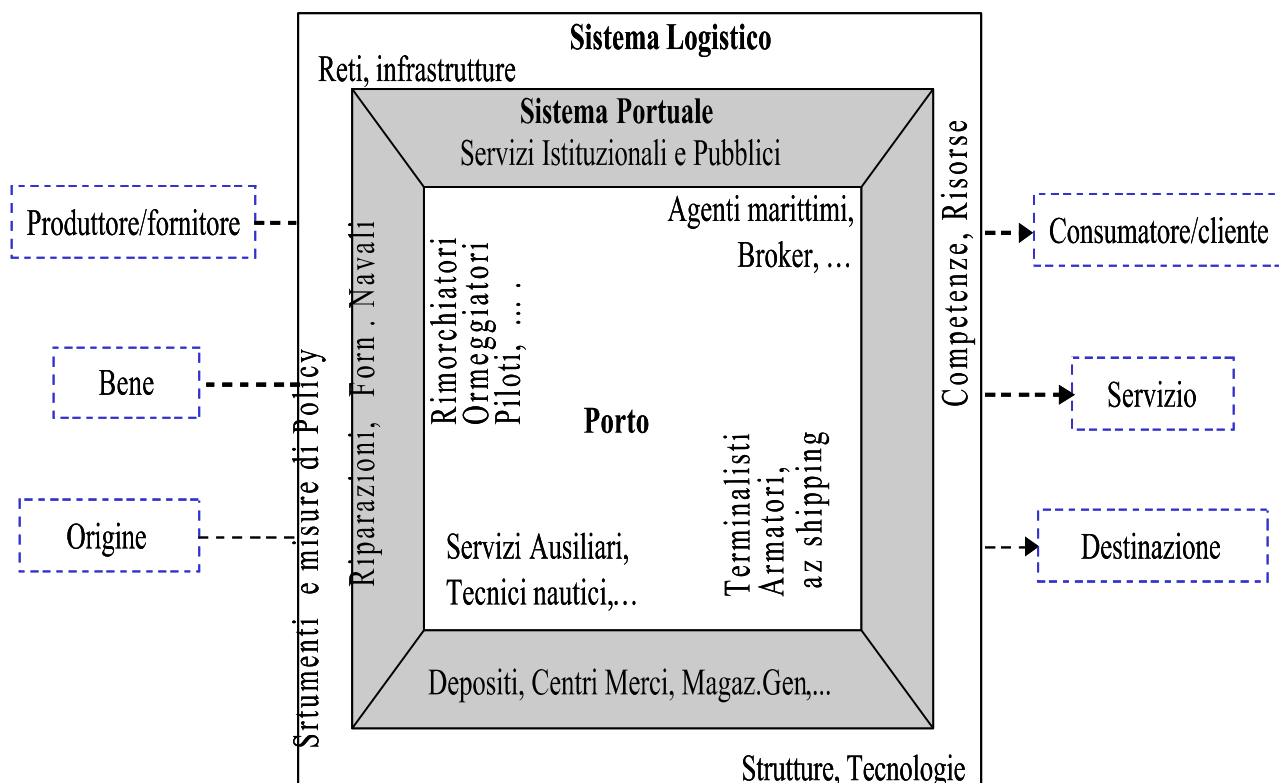 Sistema Logistico
Reti, infrastrutture
Sistema Portuale
Servizi Istituzionali e Pubblici
Produttore/fornitore
Bene
Origine
Srtumenti e misure di Policy
Riparazioni, Forn . Navali
Rimorchiatori
Ormeggiatori
Piloti, ... .
Agenti marittimi,
Broker, ...
Porto
Servizi Ausiliari,
Tecnici nautici,...
Terminalisti
Armatori,
az shipping
Depositi, Centri Merci, Magaz.Gen,...
Competenze, Risorse
Strutture, Tecnologie
Consumatore/cliente
Servizio
Destinazione